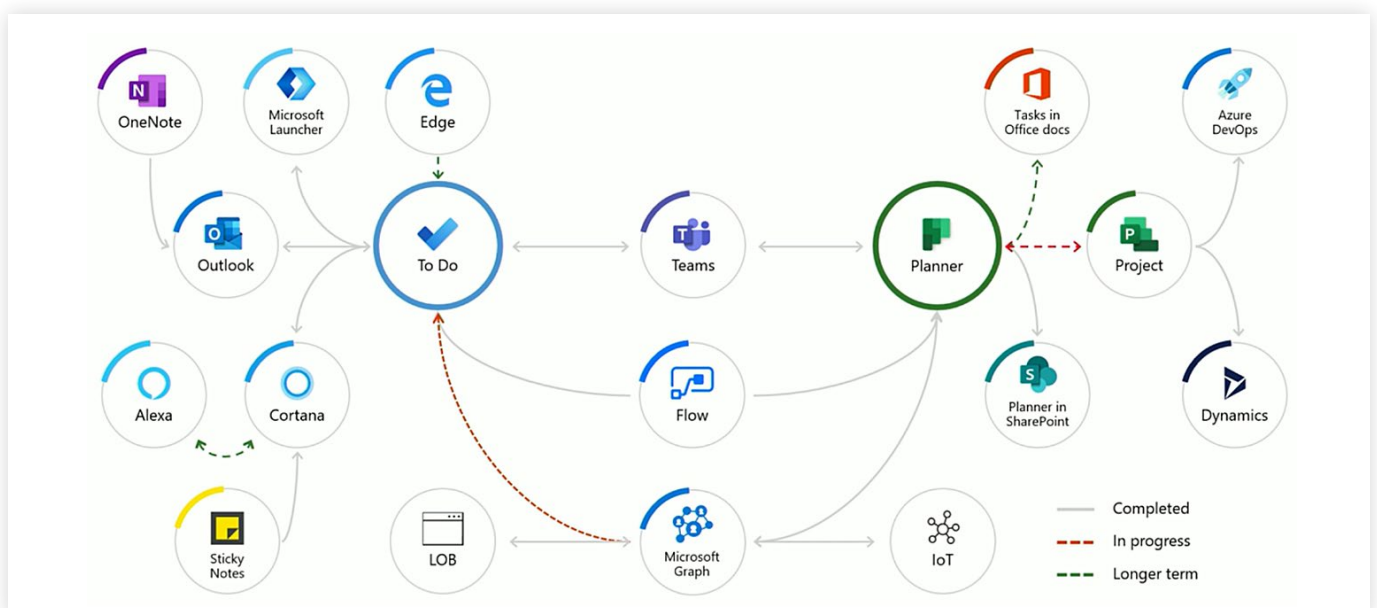 OneNote
Microsoft
Launcher
Edge
Tasks in
Office docs
Azure
DevOps
Outlook
To Do
Teams
Planner
Project
Alexa
Cortana
Flow
Planner in
SharePoint
Dynamics
Sticky
Notes
LOB
Microsoft
Graph
IoT
Completed
In progress
Longer term